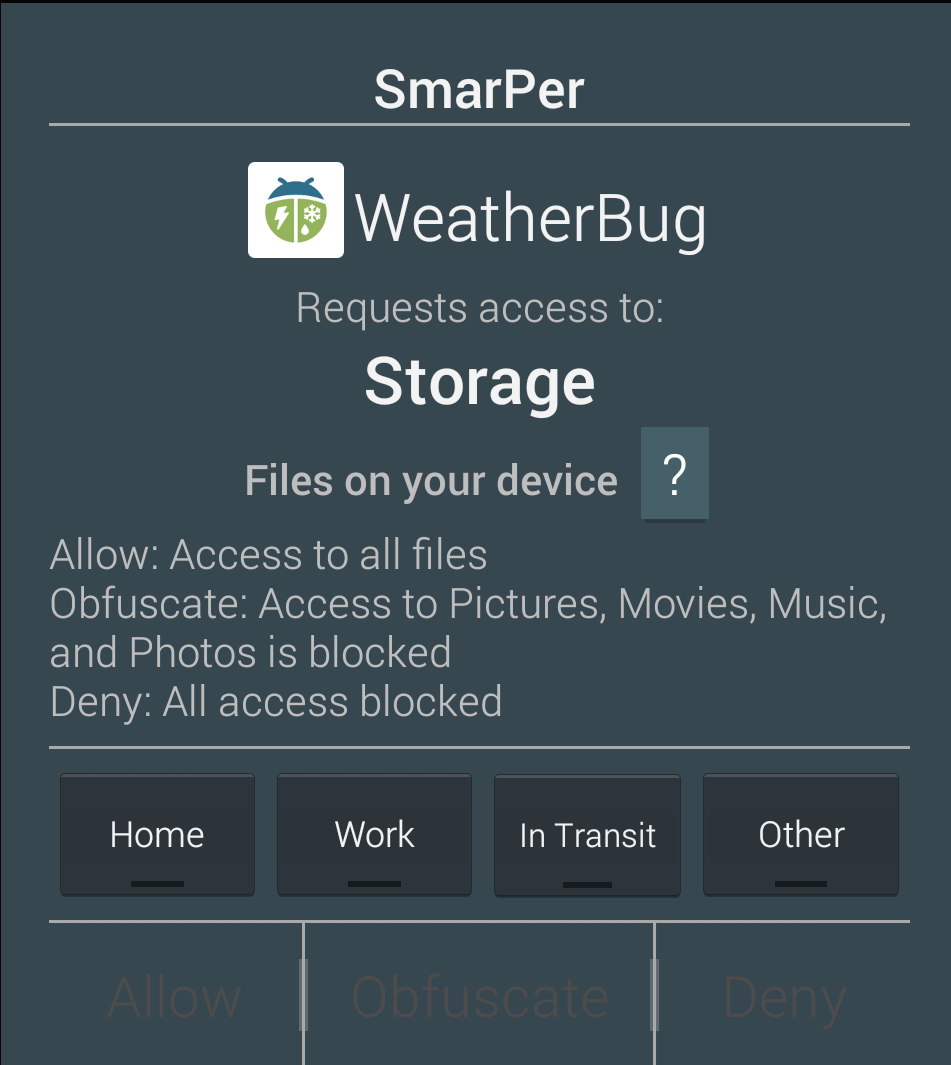 SmarPer
WeatherBug
Requests access to:
Storage
Files on your device ?
Allow: Access to all files
Obfuscate: Access to Pictures, Movies, Music,
and Photos is blocked
Deny: All access blocked
Home Work In Transit Other
Allow Obfuscate Deny